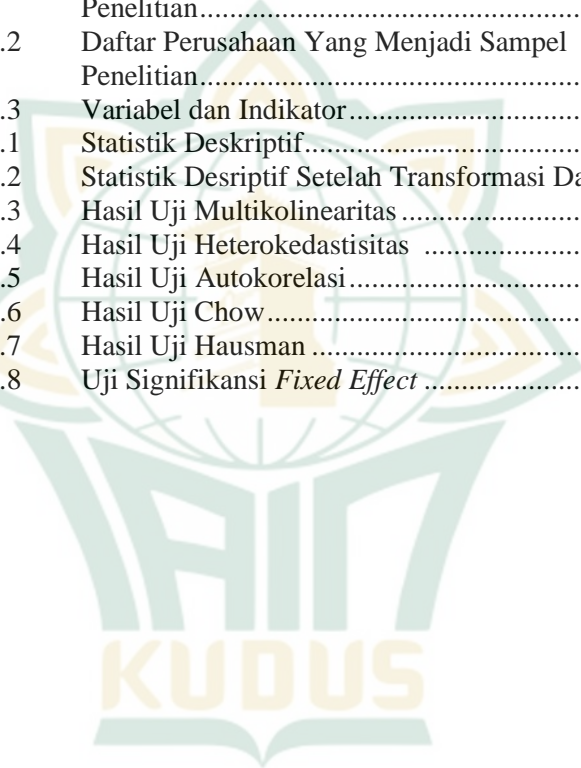 Penelitian
.2 Daftar Perusahaan Yang Menjadi Sampel
Penelitian
.3 Variabel dan Indikator
.1 Statistik Deskriptif
.2 Statistik Desriptif Setelah Transformasi Da
.3 Hasil Uji Multikolinearitas
.4 Hasil Uji Heterokedastisitas
.5 Hasil Uji Autokorelasi
.6 Hasil Uji Chow
.7 Hasil Uji Hausman
.8 Uji Signifikansi Fixed Effect
IAIN
KUDUS